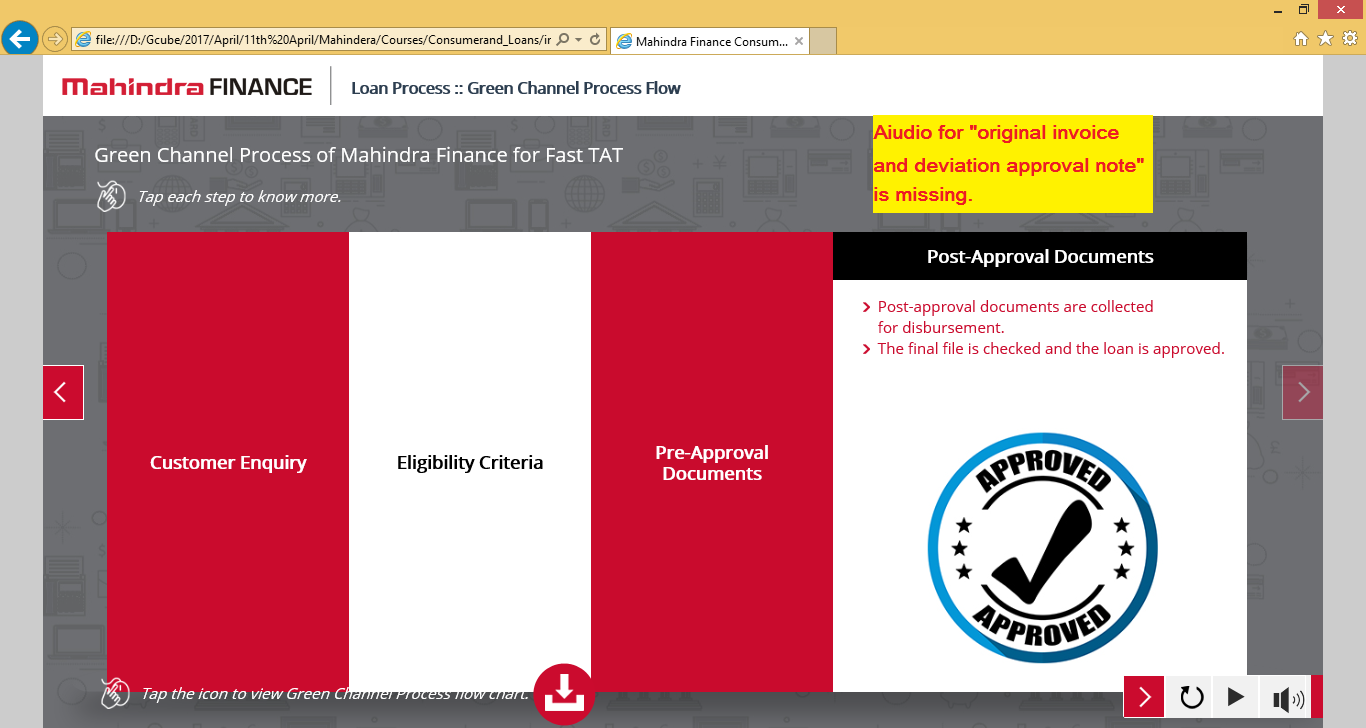 file:///D:/Gcube/2017/April/11th%20April/Mahindera/Courses/Consumerand_Loans/ir
Mahindra Finance Consum...
Mahindra FINANCE
Loan Process :: Green Channel Process Flow
Aiudio for "original invoice
and deviation approval note"
is missing.
Green Channel Process of Mahindra Finance for Fast TAT
Tap each step to know more.
Customer Enquiry
Eligibility Criteria
Pre-Approval
Documents
Post-Approval Documents
Post-approval documents are collected
for disbursement.
The final file is checked and the loan is approved.
APPROVED
APPROVED
Tap the icon to view Green Channel Process flow chart.